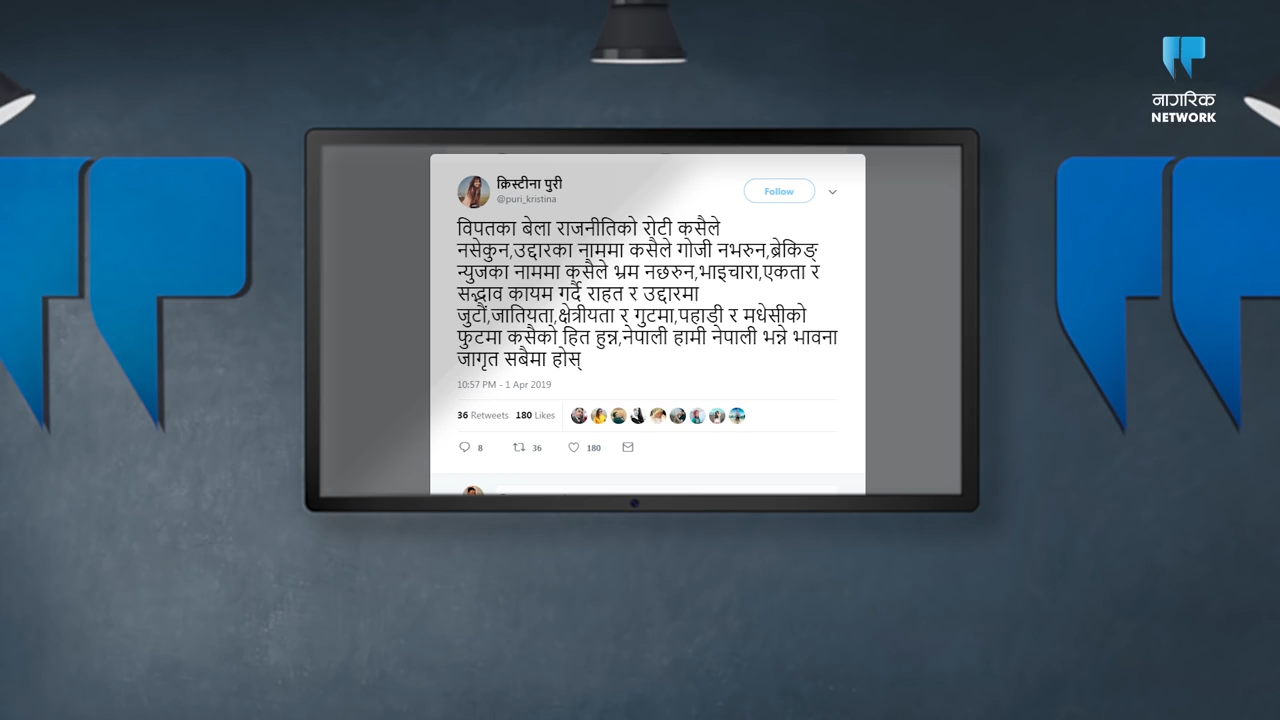 नागरिक
NETWORK
क्रिस्टीना पुरी
@puri_kristina
Follow
विपतका बेला राजनीतिको रोटी कसैले
नसेकुन,उद्दारका नाममा कसैले गोजी नभरुन,ब्रेकिङ्
न्युजका नाममा कसैले भ्रम नछरुन,भाइचारा,एकता र
सद्भाव कायम गर्दै राहत र उद्दारमा
जुटौं,जातियता,क्षेत्रीयता र गुटमा,पहाडी र मधेसीको
फुटमा कसैको हित हुन्न,नेपाली हामी नेपाली भन्ने भावना
जागृत सबैमा होस्
10:57 PM - 1 Apr 2019
36 Retweets 180 Likes
8 36 180